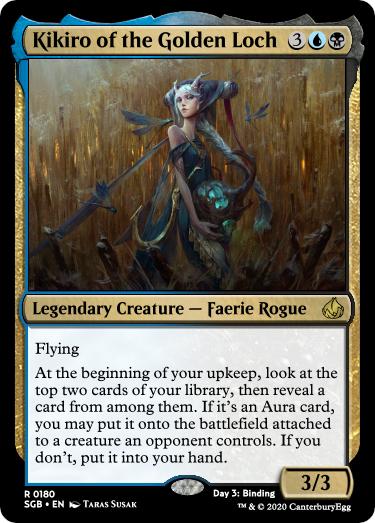 Kikiro of the Golden Loch 3
Legendary Creature — Faerie Rogue
Flying
At the beginning of your upkeep, look at the
top two cards of your library, then reveal a
card from among them. If it's an Aura card,
you may put it onto the battlefield attached
to a creature an opponent controls. If you
don't, put it into your hand.
3/3
R 0180
Day 3: Binding
SGB • EN TARAS SUSAK
™ & © 2020 CanterburyEgg